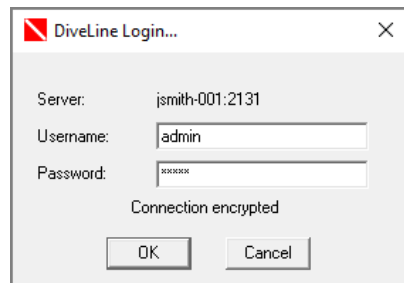 DiveLine Login...
Server: jsmith-001:2131
Username: admin
Password: *****
Connection encrypted
OK Cancel